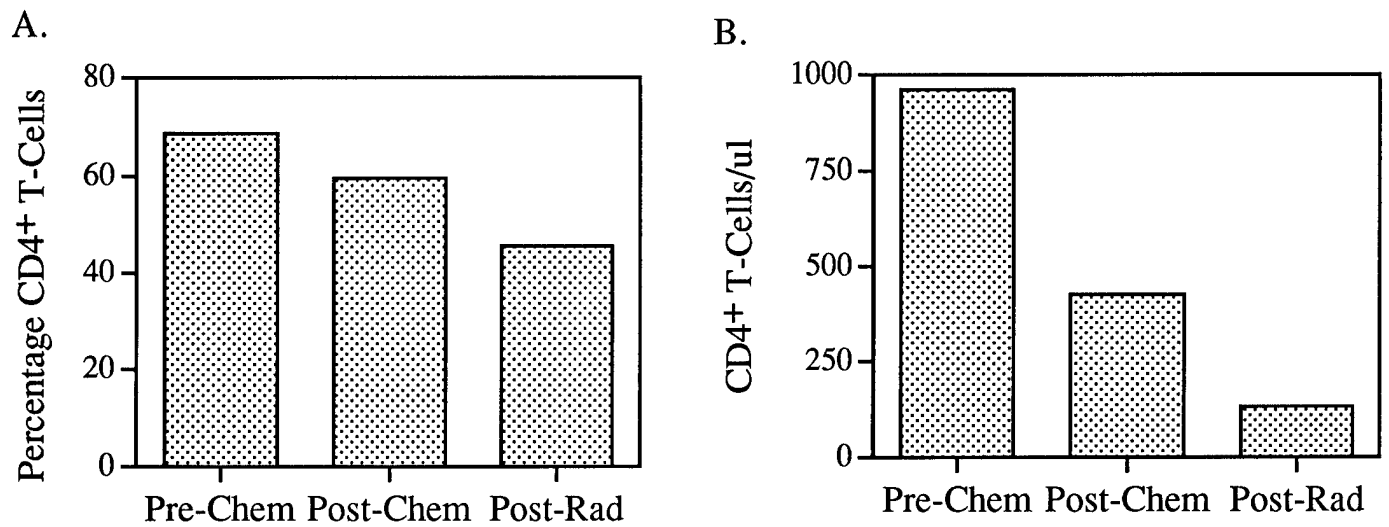 A.
Percentage CD4+ T-Cells
80
60
40
20
0
Pre-Chem Post-Chem Post-Rad
B.
CD4+ T-Cells/ul
1000
750
500
250
0
Pre-Chem Post-Chem Post-Rad